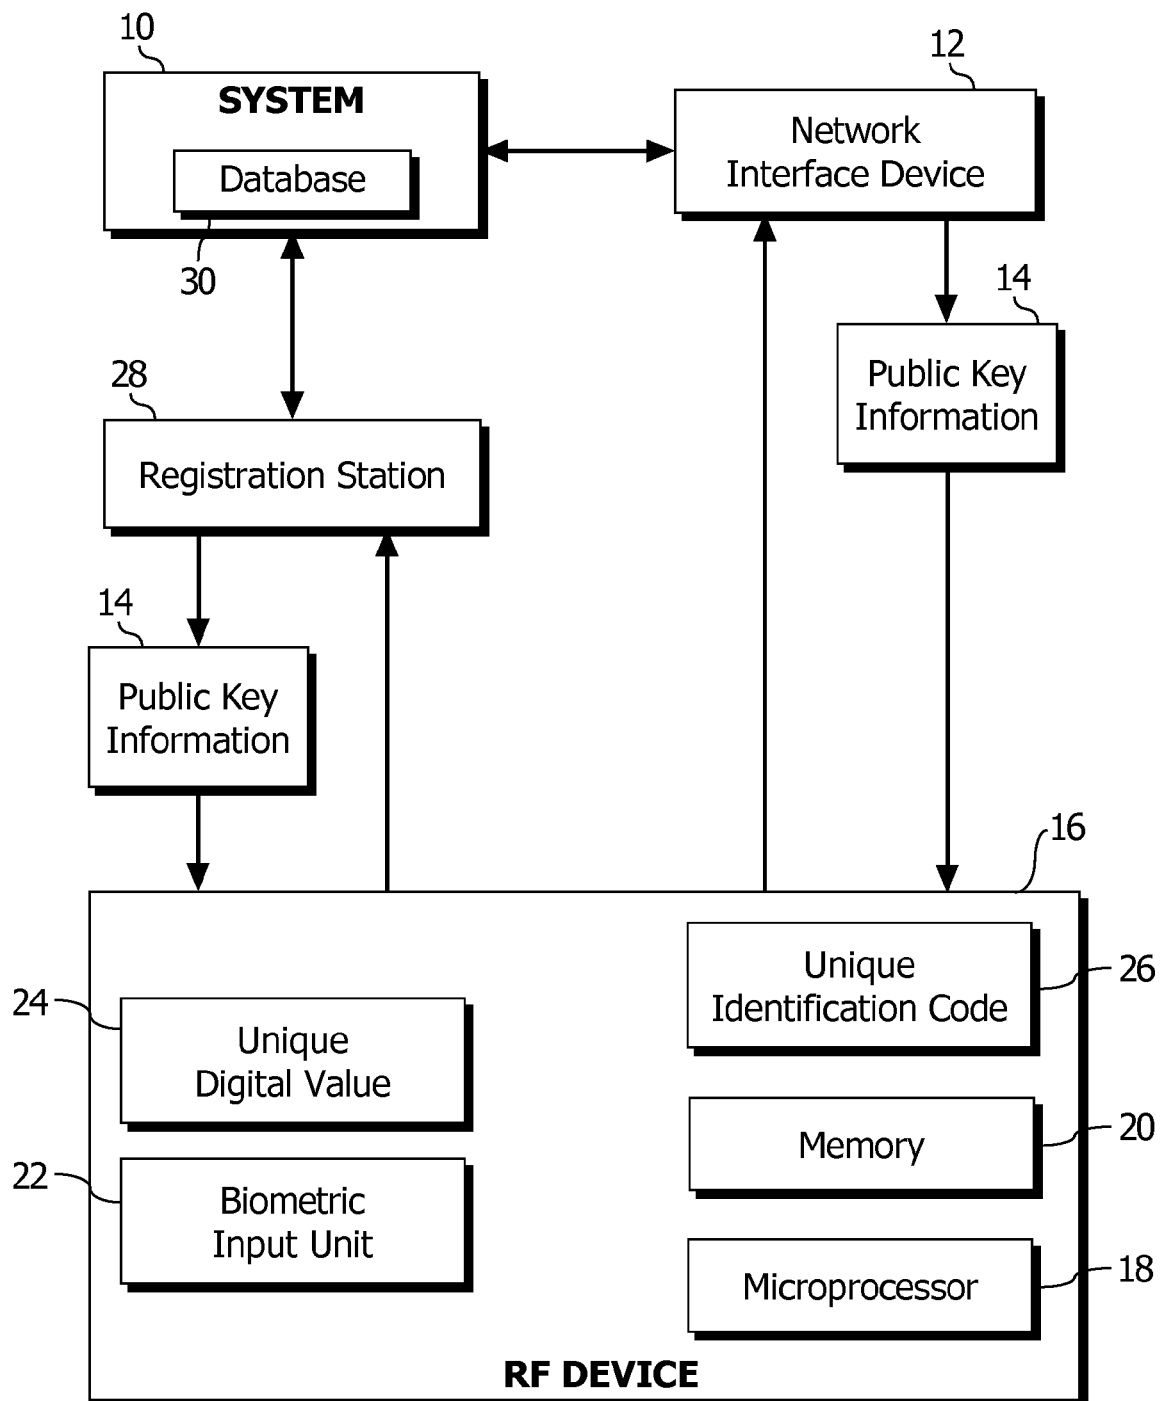 10
SYSTEM
Database
30
12
Network
Interface Device
14
Public Key
Information
28
Registration Station
14
Public Key
Information
16
24
Unique
Digital Value
22
Biometric
Input Unit
Unique
Identification Code
26
Memory
20
Microprocessor
18
RF DEVICE